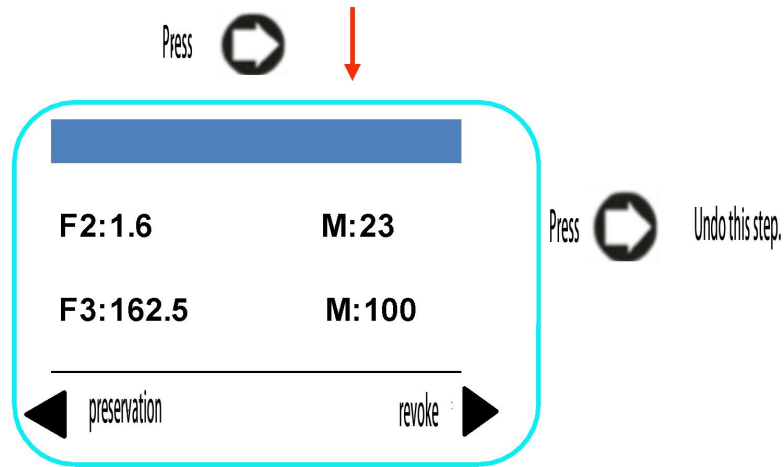 Press
F2:1.6 M:23
Press Undo this step.
F3:162.5 M:100
preservation revoke :